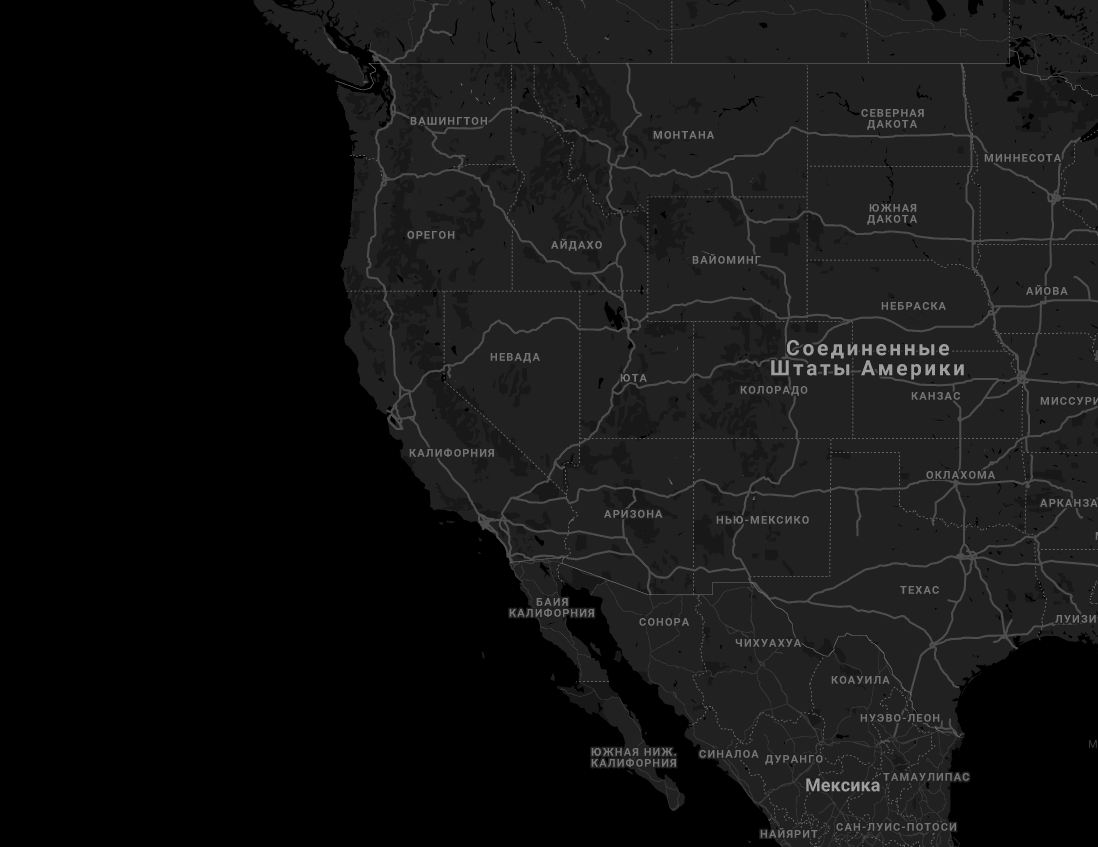 СЕВЕРНАЯ
ДАКОТА
ВАШИНГТОН
МОНТАНА
МИННЕСОТА
ЮЖНАЯ
ДАКОТА
ОРЕГОН
АЙДАХО
ВАЙОМИНГ
АЙОВА
НЕБРАСКА
Соединенные
Штаты Америки
НЕВАДА
ЮТА
КОЛОРАДО
КАНЗАС
МИССУРИ
КАЛИФОРНИЯ
ОКЛАХОМА
АРКАНЗА
АРИЗОНА
НЬЮ-МЕКСИКО
ТЕХАС
БАИЯ
КАЛИФОРНИЯ
СОНОРА
ЛУИЗИ
ЧИХУАХУА
КОАУИЛА
НУЭВО-ЛЕОН
ЮЖНАЯ НИЖ.
КАЛИФОРНИЯ
СИНАЛОА
ДУРАНГО
ТАМАУЛИПАС
Мексика
НАЙЯРИТ
САН-ЛУИС-ПОТОСИ